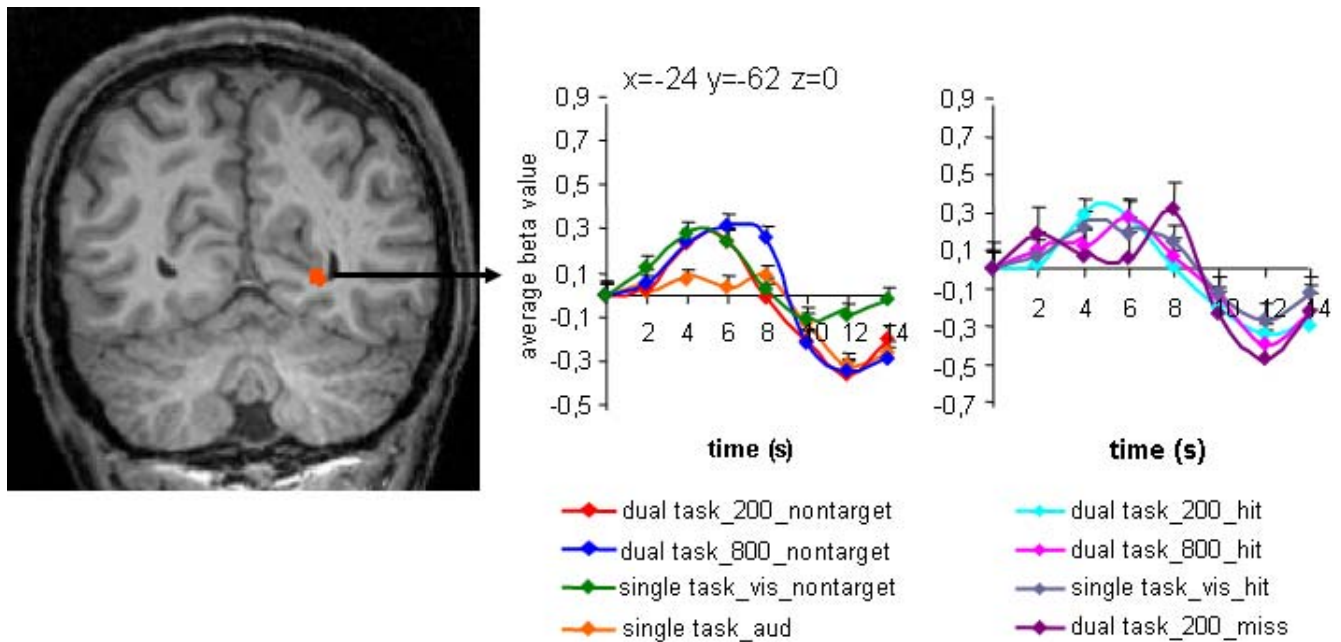 x=-24 y=-62 z=0
average beta value
0,9
0,7
0,5
0,3
0,1
-0,1
-0,3
-0,5
2 4 6 8 10 12 14
time (s)
dual task_200_nontarget
dual task_800_nontarget
single task_vis_nontarget
single task_aud
0,9
0,7
0,5
0,3
0,1
-0,1
-0,3
-0,5
-0,7
2 4 6 8 10 12 14
time (s)
dual task_200_hit
dual task_800_hit
single task_vis_hit
dual task_200_miss